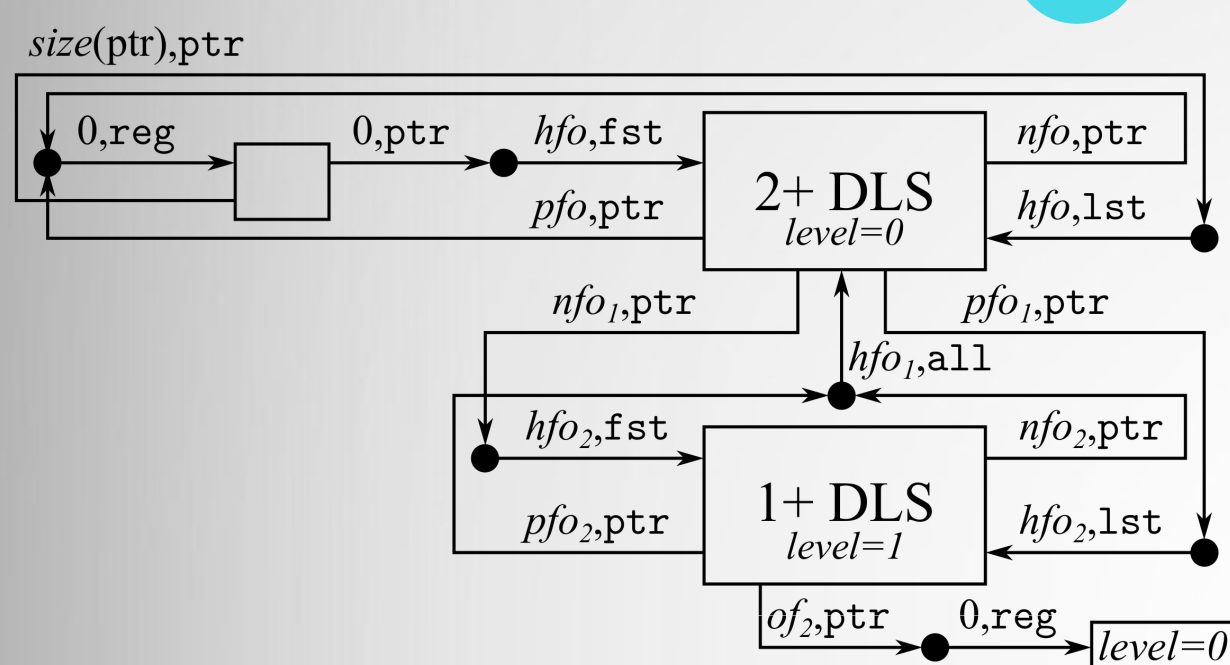 size(ptr),ptr
0,reg
0,ptr
hfo,fst
nfo,ptr
2+ DLS
level=0
pfo,ptr
hfo,lst
nfo₁,ptr
pfo₁,ptr
hfo₁,all
hfo₂,fst
nfo₂,ptr
1+ DLS
level=1
pfo₂,ptr
hfo₂,lst
of₂,ptr
0,reg
level=0